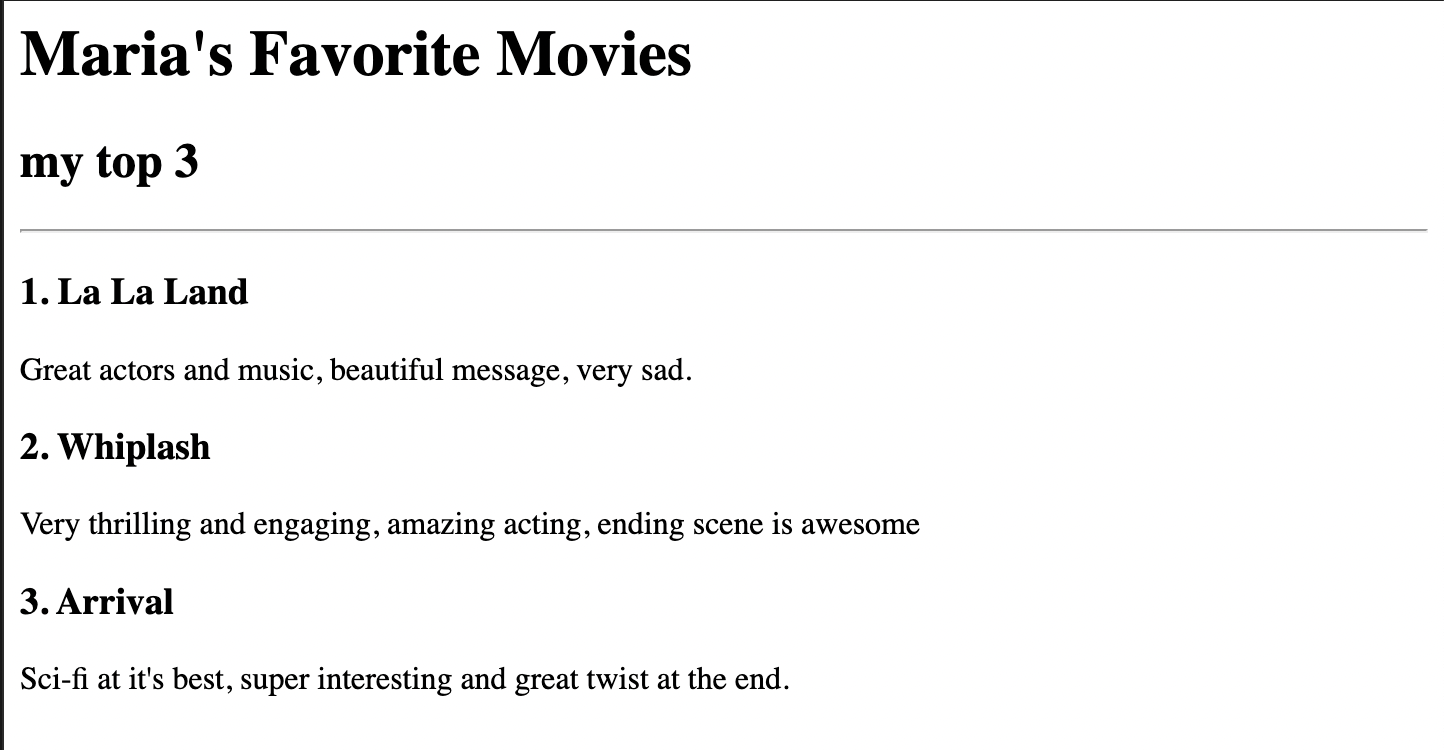 Maria's Favorite Movies
my top 3
1. La La Land
Great actors and music, beautiful message, very sad.
2. Whiplash
Very thrilling and engaging, amazing acting, ending scene is awesome
3. Arrival
Sci-fi at it's best, super interesting and great twist at the end.